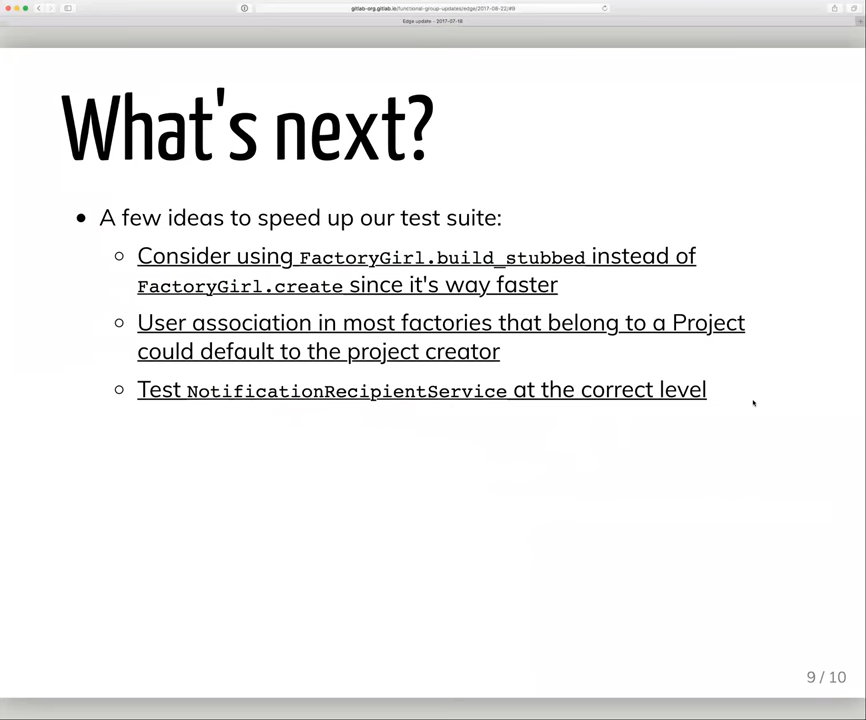 gitlab-org.gitlab.io/functional-group-updates/edge/2017-08-22/#9
Edge update - 2017-07-18
What's next?
A few ideas to speed up our test suite:
Consider using FactoryGirl.build_stubbed instead of
FactoryGirl.create since it's way faster
User association in most factories that belong to a Project
could default to the project creator
Test NotificationRecipientService at the correct level
9 / 10